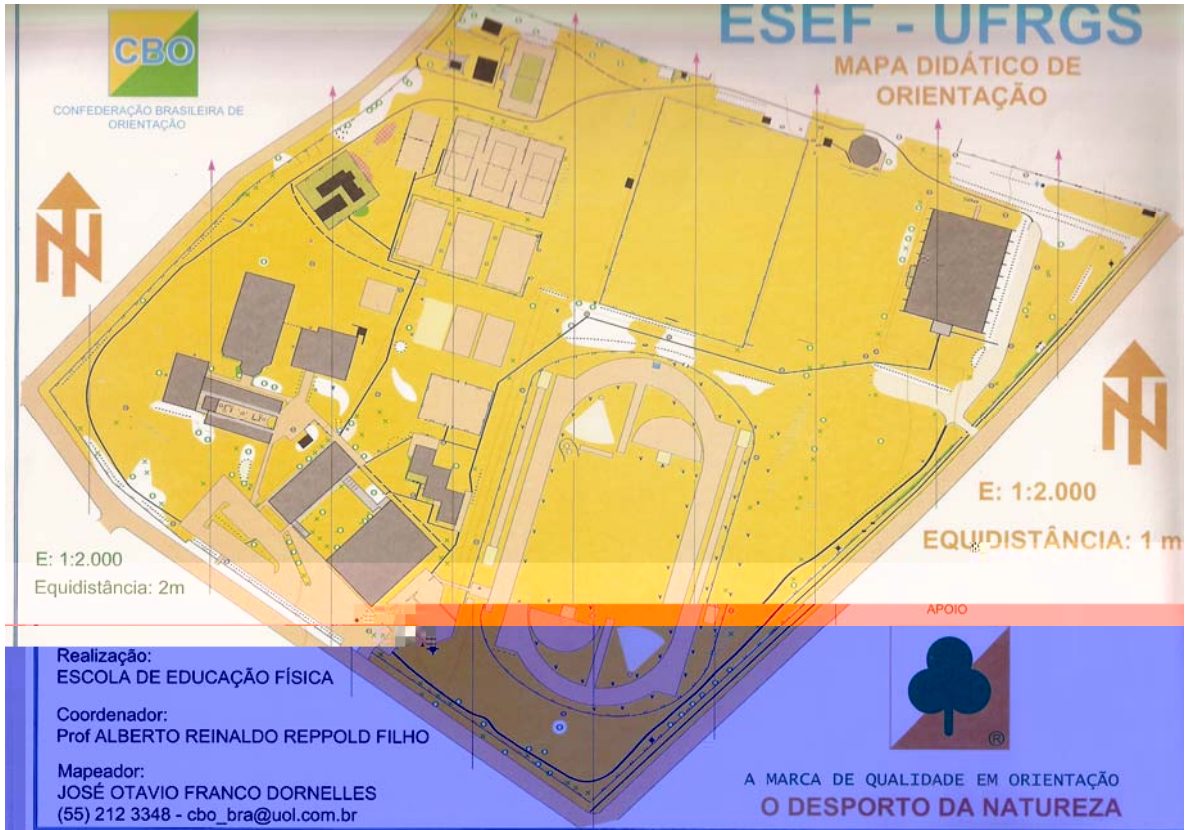 ESEF - UFRGS
MAPA DIDÁTICO DE
ORIENTAÇÃO
CBO
CONFEDERAÇÃO BRASILEIRA DE
ORIENTAÇÃO
N
N
E: 1:2.000
EQUIDISTÂNCIA: 1 m
E: 1:2.000
Equidistância: 2m
APOIO
Realização:
ESCOLA DE EDUCAÇÃO FÍSICA
Coordenador:
Prof ALBERTO REINALDO REPPOLD FILHO
Mapeador:
JOSÉ OTAVIO FRANCO DORNELLES
(55) 212 3348 - cbo_bra@uol.com.br
®
A MARCA DE QUALIDADE EM ORIENTAÇÃO
O DESPORTO DA NATUREZA